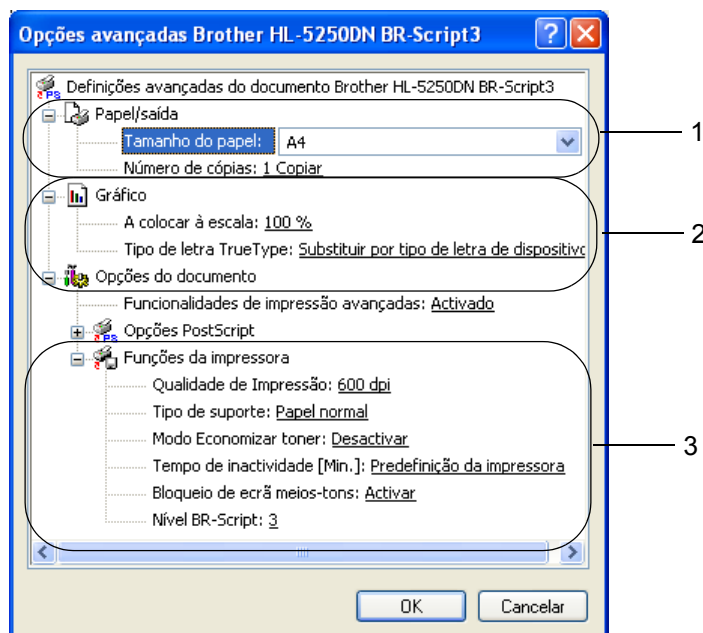 Opções avançadas Brother HL-5250DN BR-Script3
Definições avançadas do documento Brother HL-5250DN BR-Script3
Papel/saída
1
Tamanho do papel: A4
Número de cópias: 1 Copiar
Gráfico
A colocar à escala: 100 %
2
Tipo de letra TrueType: Substituir por tipo de letra de dispositivo
Opções do documento
Funcionalidades de impressão avançadas: Activado
PS Opções PostScript
Funções da impressora
Qualidade de Impressão: 600 dpi
Tipo de suporte: Papel normal
Modo Economizar toner: Desactivar
3
Tempo de inactividade [Min.]: Predefinição da impressora
Bloqueio de ecrã meios-tons: Activar
Nível BR-Script: 3
OK Cancelar